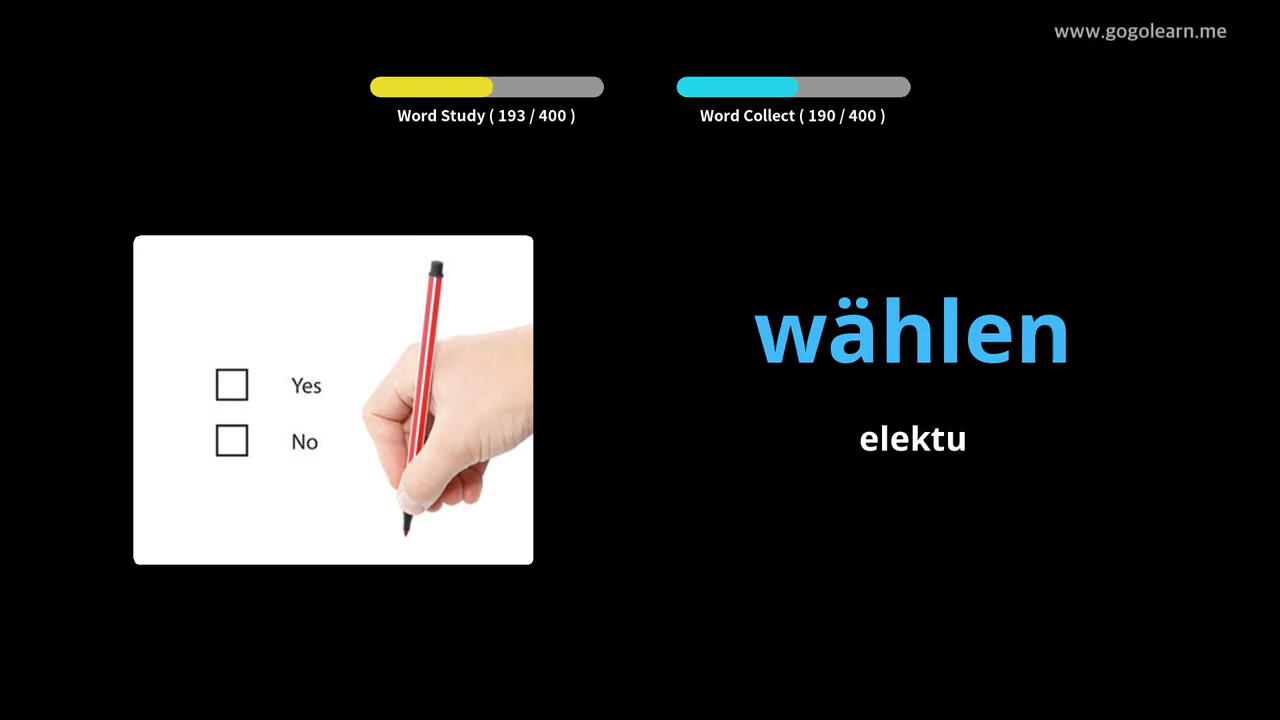 www.gogolearn.me
Word Study ( 193 / 400 )
Word Collect ( 190 / 400 )
Yes
No
wählen
elektu